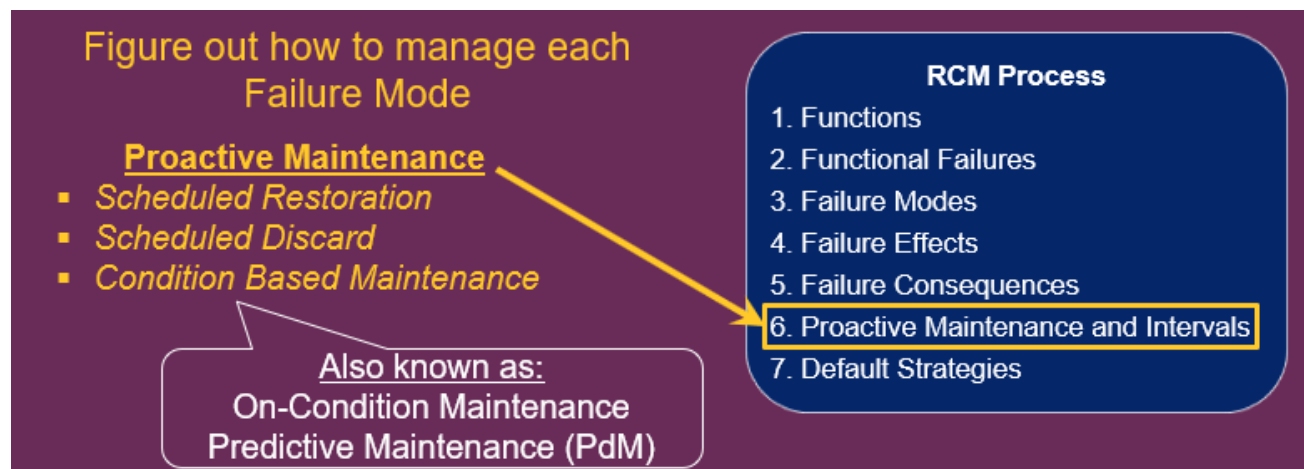 Figure out how to manage each
Failure Mode
Proactive Maintenance
▪ Scheduled Restoration
▪ Scheduled Discard
▪ Condition Based Maintenance
Also known as:
On-Condition Maintenance
Predictive Maintenance (PdM)
RCM Process
1. Functions
2. Functional Failures
3. Failure Modes
4. Failure Effects
5. Failure Consequences
6. Proactive Maintenance and Intervals
7. Default Strategies